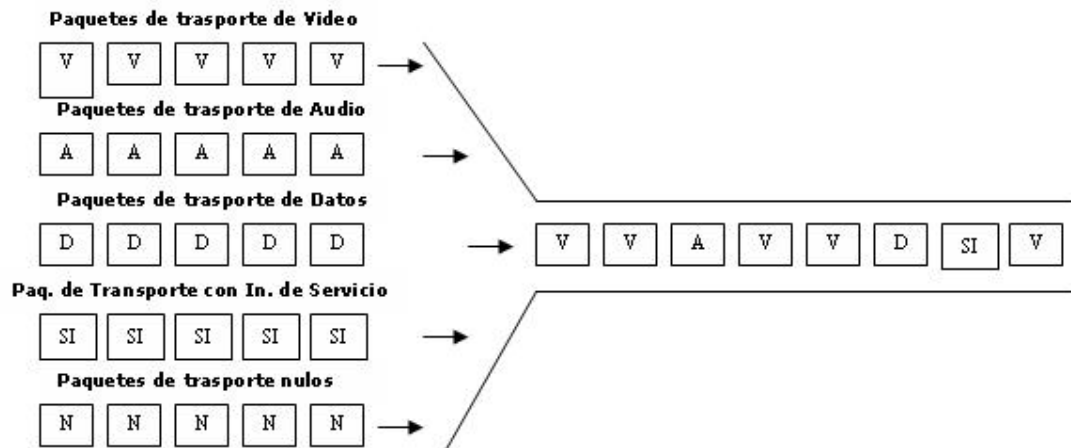 Paquetes de trasporte de Video
V V V V V
Paquetes de trasporte de Audio
A A A A A
Paquetes de trasporte de Datos
D D D D D
V V A V V D SI V
Paq. de Transporte con In. de Servicio
SI SI SI SI SI
Paquetes de trasporte nulos
N N N N N